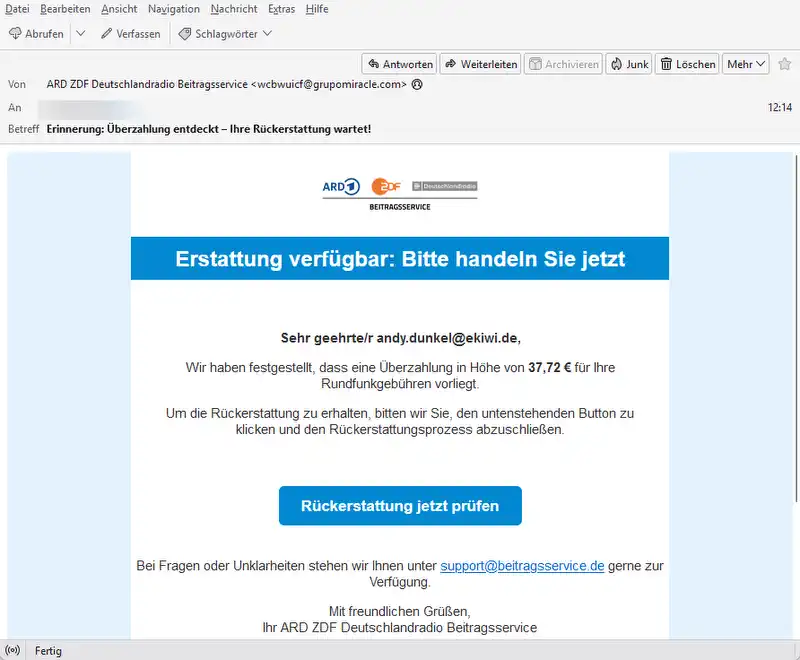 Datei Bearbeiten Ansicht Navigation Nachricht Extras Hilfe
Abrufen Verfassen Schlagwörter
Antworten Weiterleiten Archivieren Junk Löschen Mehr
Von ARD ZDF Deutschlandradio Beitragsservice <wcbwuicf@grupomiracle.com>
An 12:14
Betreff Erinnerung: Überzahlung entdeckt – Ihre Rückerstattung wartet!
ARD 1 ZDF Deutschlandradio
BEITRAGSSERVICE
Erstattung verfügbar: Bitte handeln Sie jetzt
Sehr geehrte/r andy.dunkel@ekiwi.de,
Wir haben festgestellt, dass eine Überzahlung in Höhe von 37,72 € für Ihre
Rundfunkgebühren vorliegt.
Um die Rückerstattung zu erhalten, bitten wir Sie, den untenstehenden Button zu
klicken und den Rückerstattungsprozess abzuschließen.
Rückerstattung jetzt prüfen
Bei Fragen oder Unklarheiten stehen wir Ihnen unter support@beitragsservice.de gerne zur
Verfügung.
Mit freundlichen Grüßen,
Ihr ARD ZDF Deutschlandradio Beitragsservice
Fertig